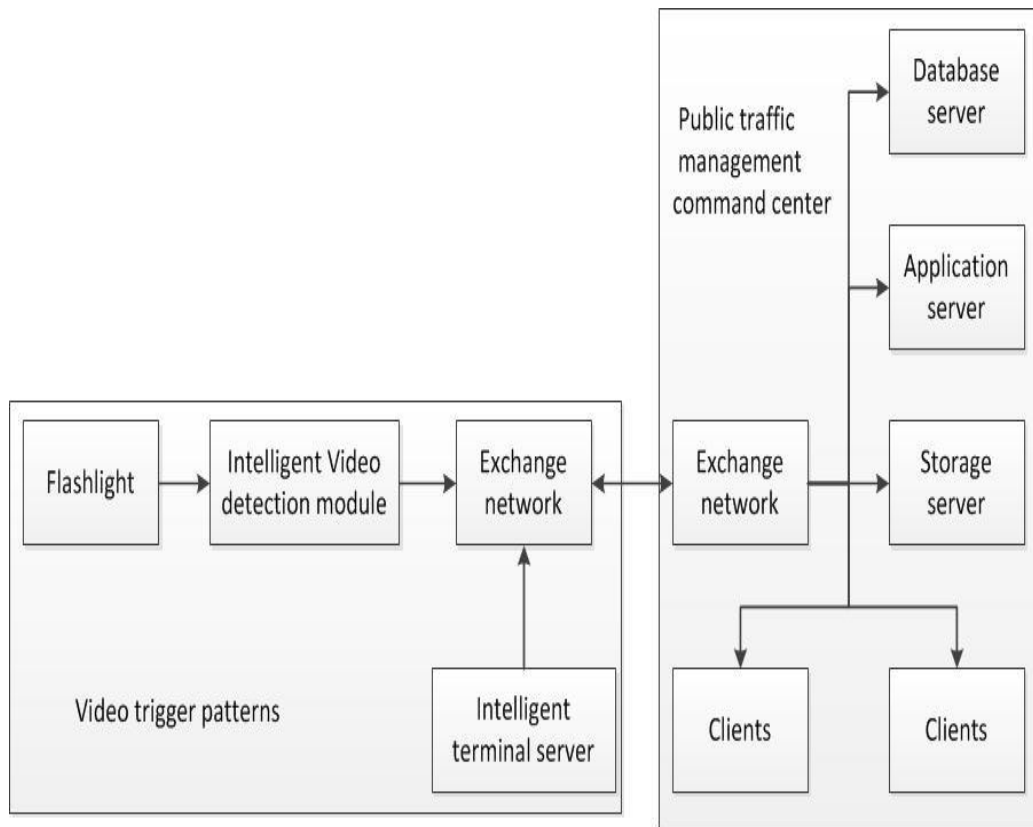 Database
server
Public traffic
management
command center
Application
server
Flashlight
Intelligent Video
detection module
Exchange
network
Exchange
network
Storage
server
Video trigger patterns
Intelligent
terminal server
Clients
Clients